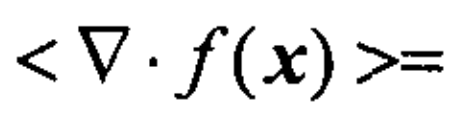 < ∇ · f(x) >=